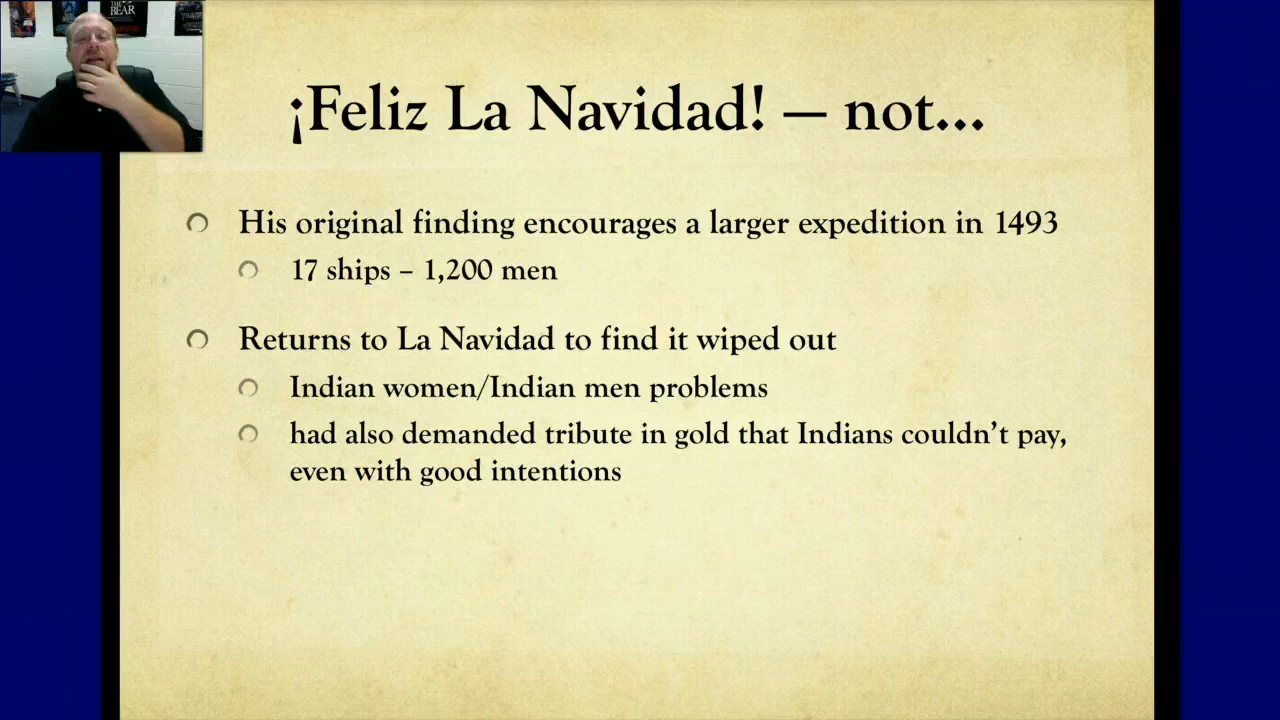 THE
BEAR
¡Feliz La Navidad! – not...
His original finding encourages a larger expedition in 1493
17 ships – 1,200 men
Returns to La Navidad to find it wiped out
Indian women/Indian men problems
had also demanded tribute in gold that Indians couldn’t pay,
even with good intentions